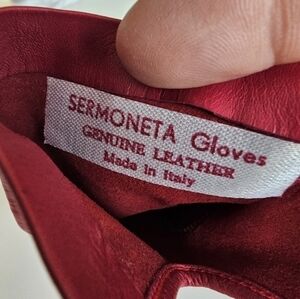 SERMONETA Gloves
GENUINE LEATHER
Made in Italy